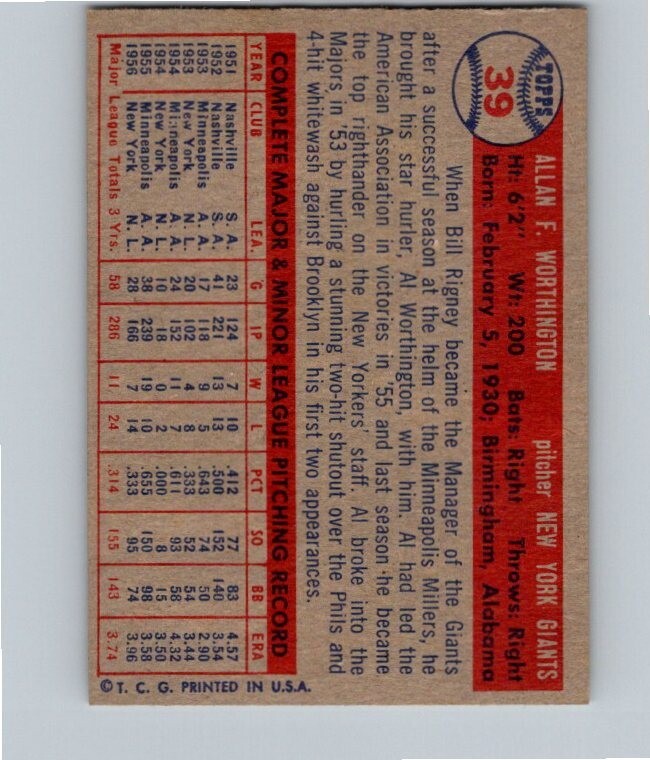 TOPPS
39
ALLAN F. WORTHINGTON pitcher NEW YORK GIANTS
Ht: 6'2" Wt: 200 Bats: Right Throws: Right
Born: February 5, 1930; Birmingham, Alabama
When Bill Rigney became the Manager of the Giants
after a successful season at the helm of the Minneapolis Millers, he
brought his star hurler, Al Worthington, with him. Al had led the
American Association in victories in '55 and last season he became
the top righthander on the New Yorkers' staff. Al broke into the
Majors in '53 by hurling a stunning two-hit shutout over the Phils and
4-hit whitewash against Brooklyn in his first two appearances.
COMPLETE MAJOR & MINOR LEAGUE PITCHING RECORD
YEAR CLUB LEA. G IP W L PCT SO BB ERA
1951 Nashville S. A. 23 124 7 10 .412 77 83 4.57
1952 Nashville S. A. 41 221 13 13 .500 152 140 3.54
1953 Minneapolis A. A. 17 118 9 5 .643 74 50 2.90
1953 New York N. L. 20 102 4 8 .333 52 54 3.44
1954 Minneapolis A. A. 24 152 11 7 .611 93 58 4.32
1954 New York N. L. 10 18 0 2 .000 8 15 3.50
1955 Minneapolis A. A. 38 239 19 10 .655 150 98 3.58
1956 New York N. L. 28 166 7 14 .333 95 74 3.96
Major League Totals 3 Yrs. 58 286 11 24 .314 155 143 3.74
© T. C. G. PRINTED IN U.S.A.